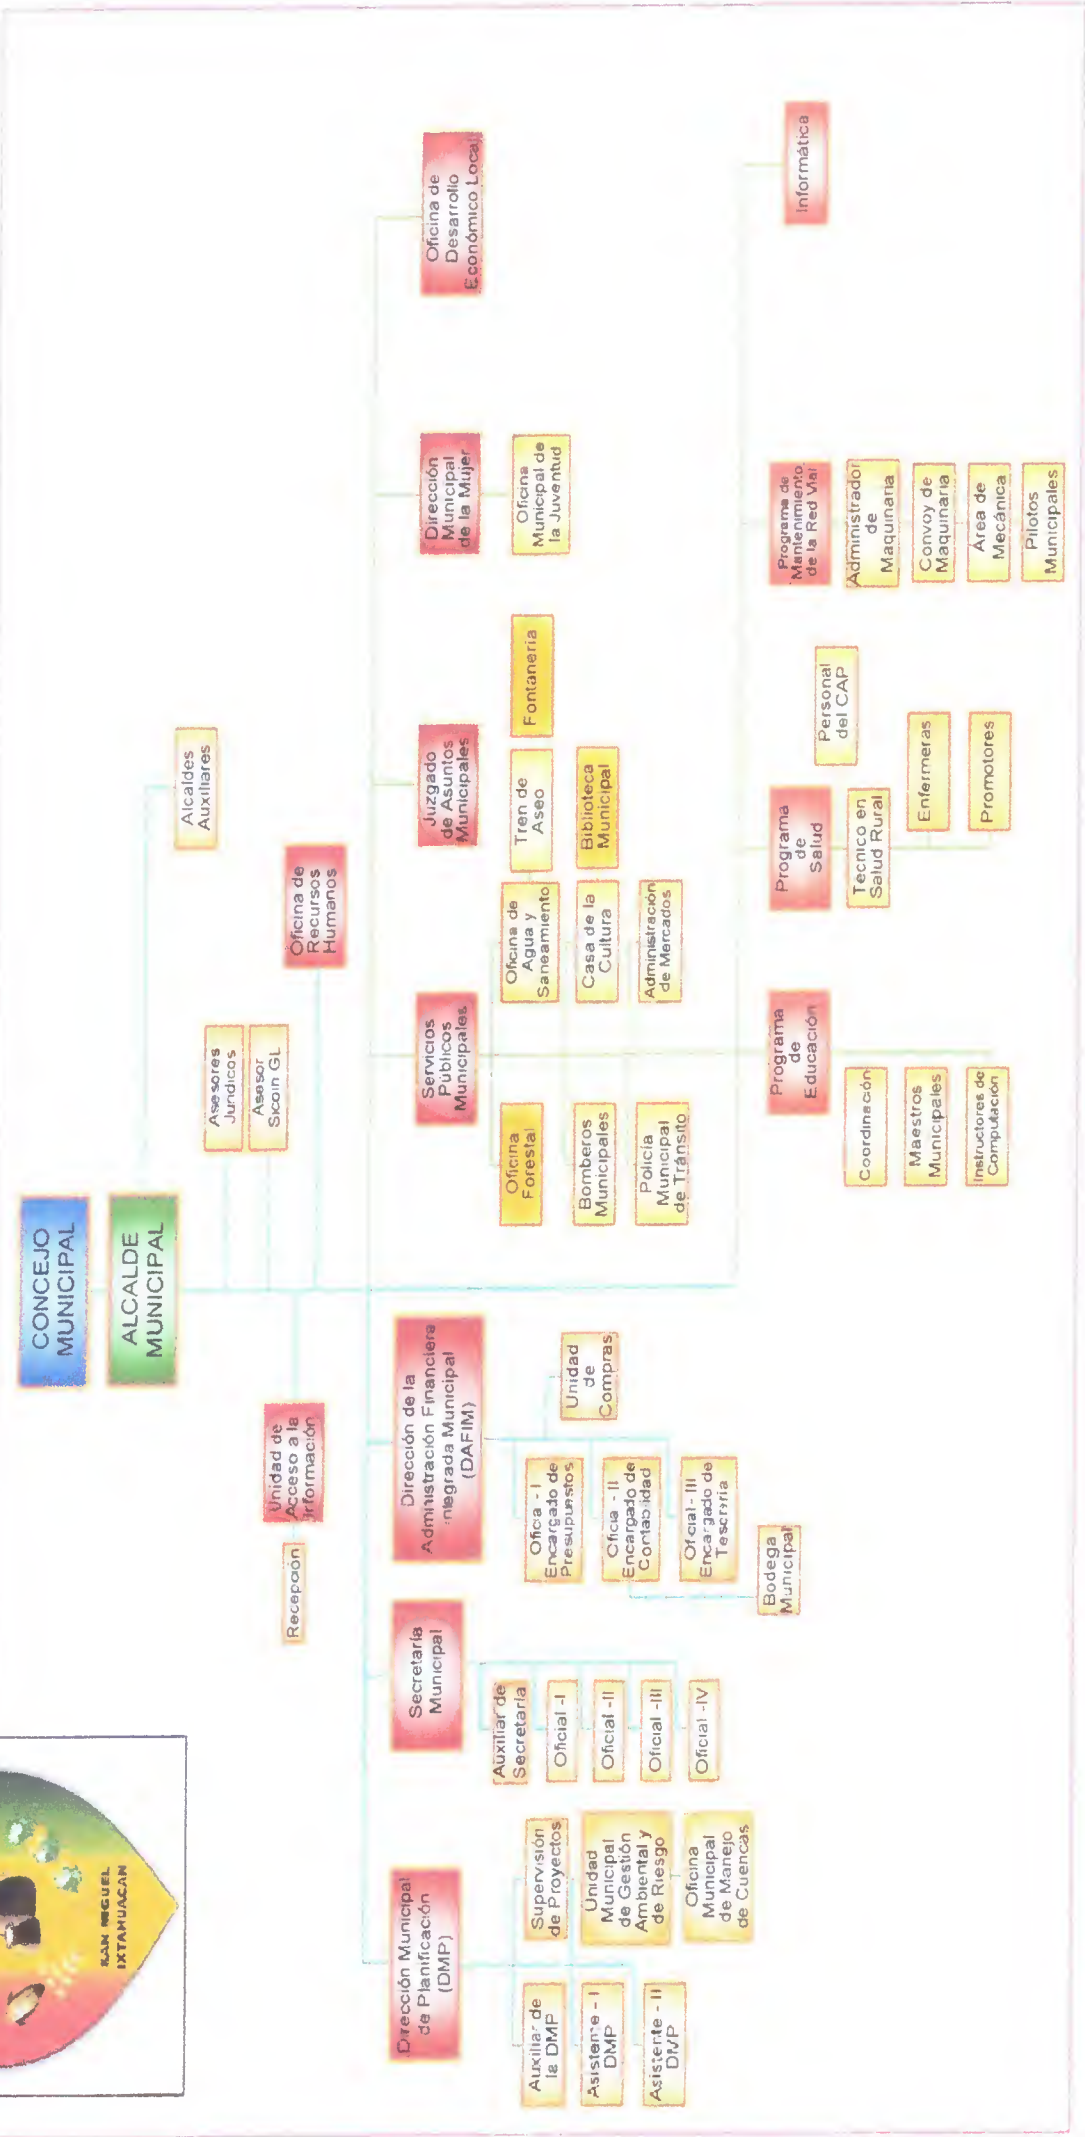 SAN MIGUEL
IXTAHUACAN
CONCEJO
MUNICIPAL
ALCALDE
MUNICIPAL
Alcaldes
Auxiliares
Asesores
Jurídicos
Asesor
Sicoin GL
Unidad de
Acceso a la
Información
Recepción
Oficina de
Recursos
Humanos
Dirección Municipal
de Planificación
(DMP)
Auxiliar de
la DMP
Supervisión
de Proyectos
Asistente - I
DMP
Unidad
Municipal
de Gestión
Ambiental y
de Riesgo
Asistente - II
DMP
Oficina
Municipal
de Manejo
de Cuencas
Secretaría
Municipal
Auxiliar de
Secretaría
Oficial -I
Oficial -II
Oficial -III
Oficial -IV
Dirección de la
Administración Financiera
Integrada Municipal
(DAFIM)
Oficial - I
Encargado de
Presupuestos
Unidad
de
Compras
Oficial - II
Encargado de
Contabilidad
Oficial - III
Encargado de
Tesorería
Bodega
Municipal
Servicios
Públicos
Municipales
Oficina
Forestal
Oficina de
Agua y
Saneamiento
Tren de
Aseo
Fontanería
Bomberos
Municipales
Casa de la
Cultura
Biblioteca
Municipal
Policía
Municipal
de Tránsito
Administración
de Mercados
Juzgado
de Asuntos
Municipales
Dirección
Municipal
de la Mujer
Oficina
Municipal de
la Juventud
Oficina de
Desarrollo
Económico Local
Programa
de
Educación
Coordinación
Maestros
Municipales
Instructores de
Computación
Programa
de
Salud
Personal
del CAP
Técnico en
Salud Rural
Enfermeras
Promotores
Programa de
Mantenimiento
de la Red Vial
Administrador
de
Maquinaria
Convoy de
Maquinaria
Área de
Mecánica
Pilotos
Municipales
Informática